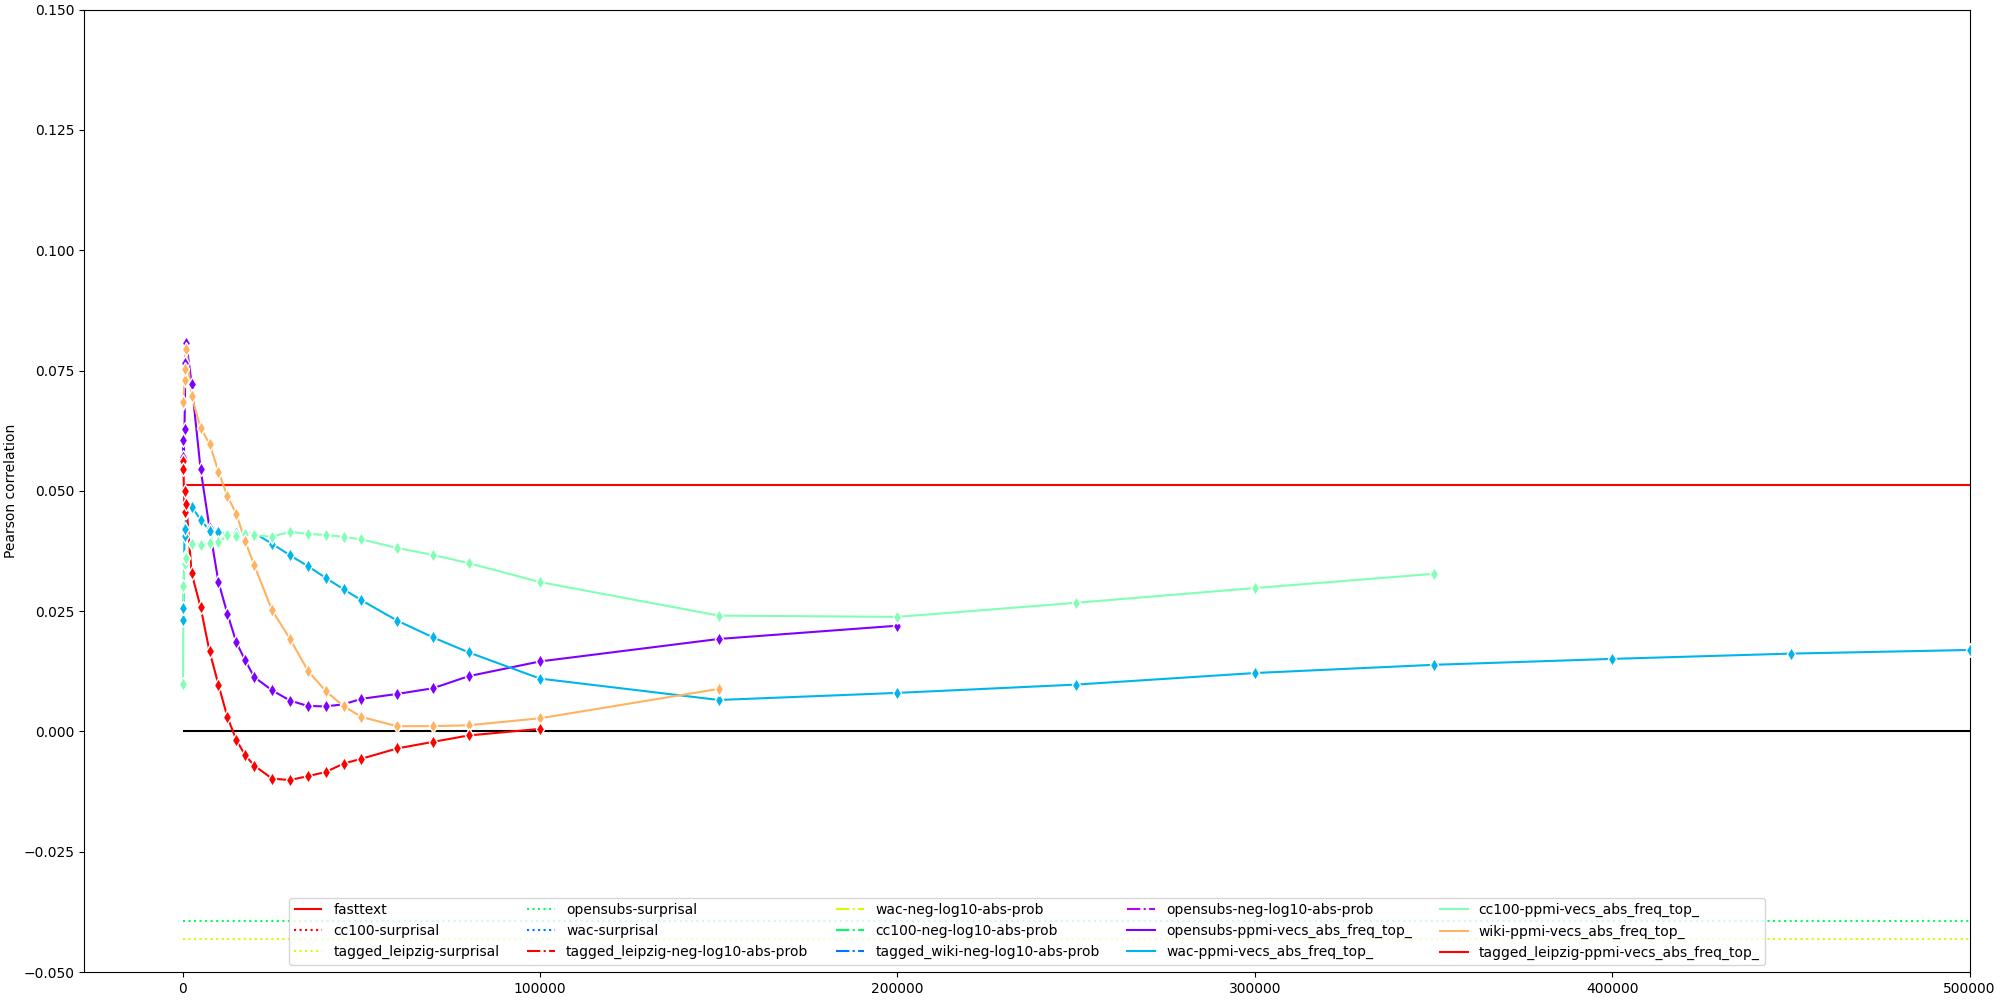 0.150
0.125
0.100
0.075
0.050
0.025
0.000
−0.025
−0.050
Pearson correlation
fasttext
cc100-surprisal
tagged_leipzig-surprisal
opensubs-surprisal
wac-surprisal
tagged_leipzig-neg-log10-abs-prob
wac-neg-log10-abs-prob
cc100-neg-log10-abs-prob
tagged_wiki-neg-log10-abs-prob
opensubs-neg-log10-abs-prob
opensubs-ppmi-vecs_abs_freq_top_
wac-ppmi-vecs_abs_freq_top_
cc100-ppmi-vecs_abs_freq_top_
wiki-ppmi-vecs_abs_freq_top_
tagged_leipzig-ppmi-vecs_abs_freq_top_
0 100000 200000 300000 400000 500000